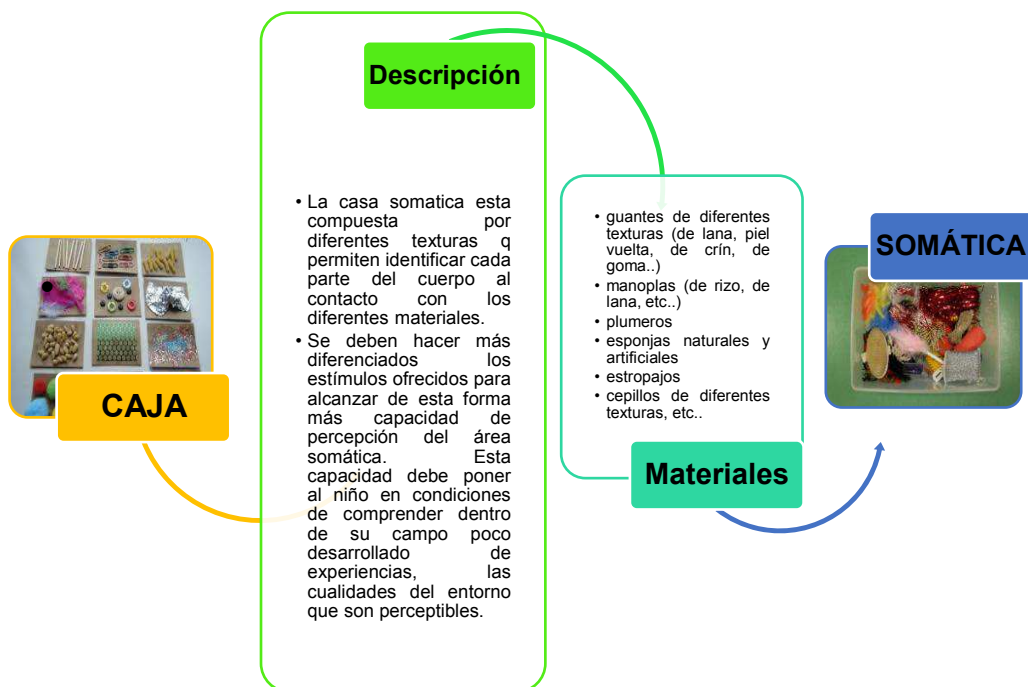 CAJA
Descripción
• La casa somatica esta
compuesta por
diferentes texturas q
permiten identificar cada
parte del cuerpo al
contacto con los
diferentes materiales.
• Se deben hacer más
diferenciados los
estímulos ofrecidos para
alcanzar de esta forma
más capacidad de
percepción del área
somática. Esta
capacidad debe poner
al niño en condiciones
de comprender dentro
de su campo poco
desarrollado de
experiencias, las
cualidades del entorno
que son perceptibles.
• guantes de diferentes
texturas (de lana, piel
vuelta, de crín, de
goma..)
• manoplas (de rizo, de
lana, etc..)
• plumeros
• esponjas naturales y
artificiales
• estropajos
• cepillos de diferentes
texturas, etc..
Materiales
SOMÁTICA